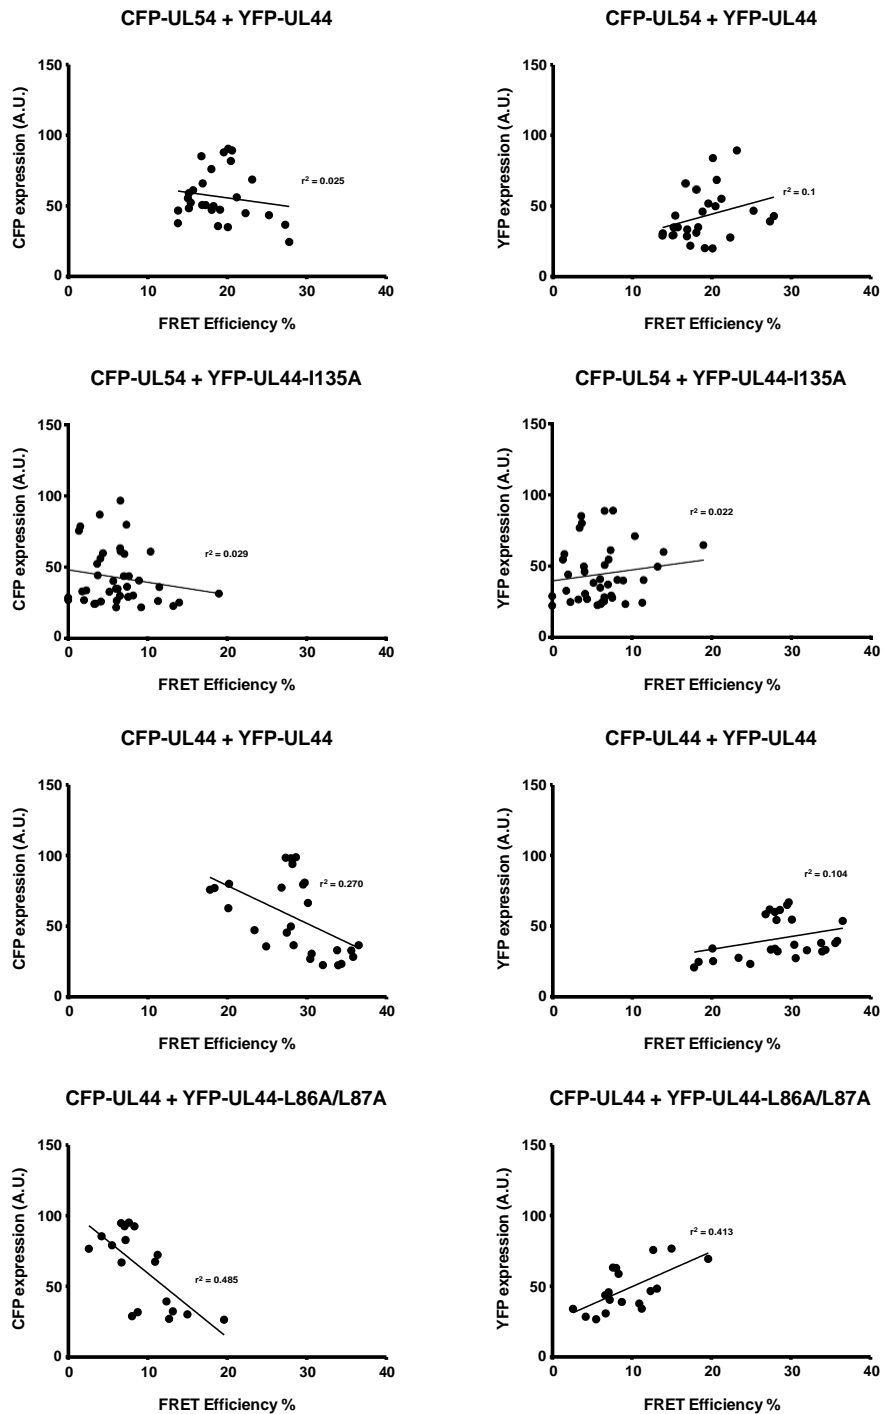 CFP-UL54 + YFP-UL44
CFP expression (A.U.)
150
100
50
0
r² = 0.025
0 10 20 30 40
FRET Efficiency %
CFP-UL54 + YFP-UL44
YFP expression (A.U.)
150
100
50
0
r² = 0.1
0 10 20 30 40
FRET Efficiency %
CFP-UL54 + YFP-UL44-I135A
CFP expression (A.U.)
150
100
50
0
r² = 0.029
0 10 20 30 40
FRET Efficiency %
CFP-UL54 + YFP-UL44-I135A
YFP expression (A.U.)
150
100
50
0
r² = 0.022
0 10 20 30 40
FRET Efficiency %
CFP-UL44 + YFP-UL44
CFP expression (A.U.)
150
100
50
0
r² = 0.270
0 10 20 30 40
FRET Efficiency %
CFP-UL44 + YFP-UL44
YFP expression (A.U.)
150
100
50
0
r² = 0.104
0 10 20 30 40
FRET Efficiency %
CFP-UL44 + YFP-UL44-L86A/L87A
CFP expression (A.U.)
150
100
50
0
r² = 0.485
0 10 20 30 40
FRET Efficiency %
CFP-UL44 + YFP-UL44-L86A/L87A
YFP expression (A.U.)
150
100
50
0
r² = 0.413
0 10 20 30 40
FRET Efficiency %